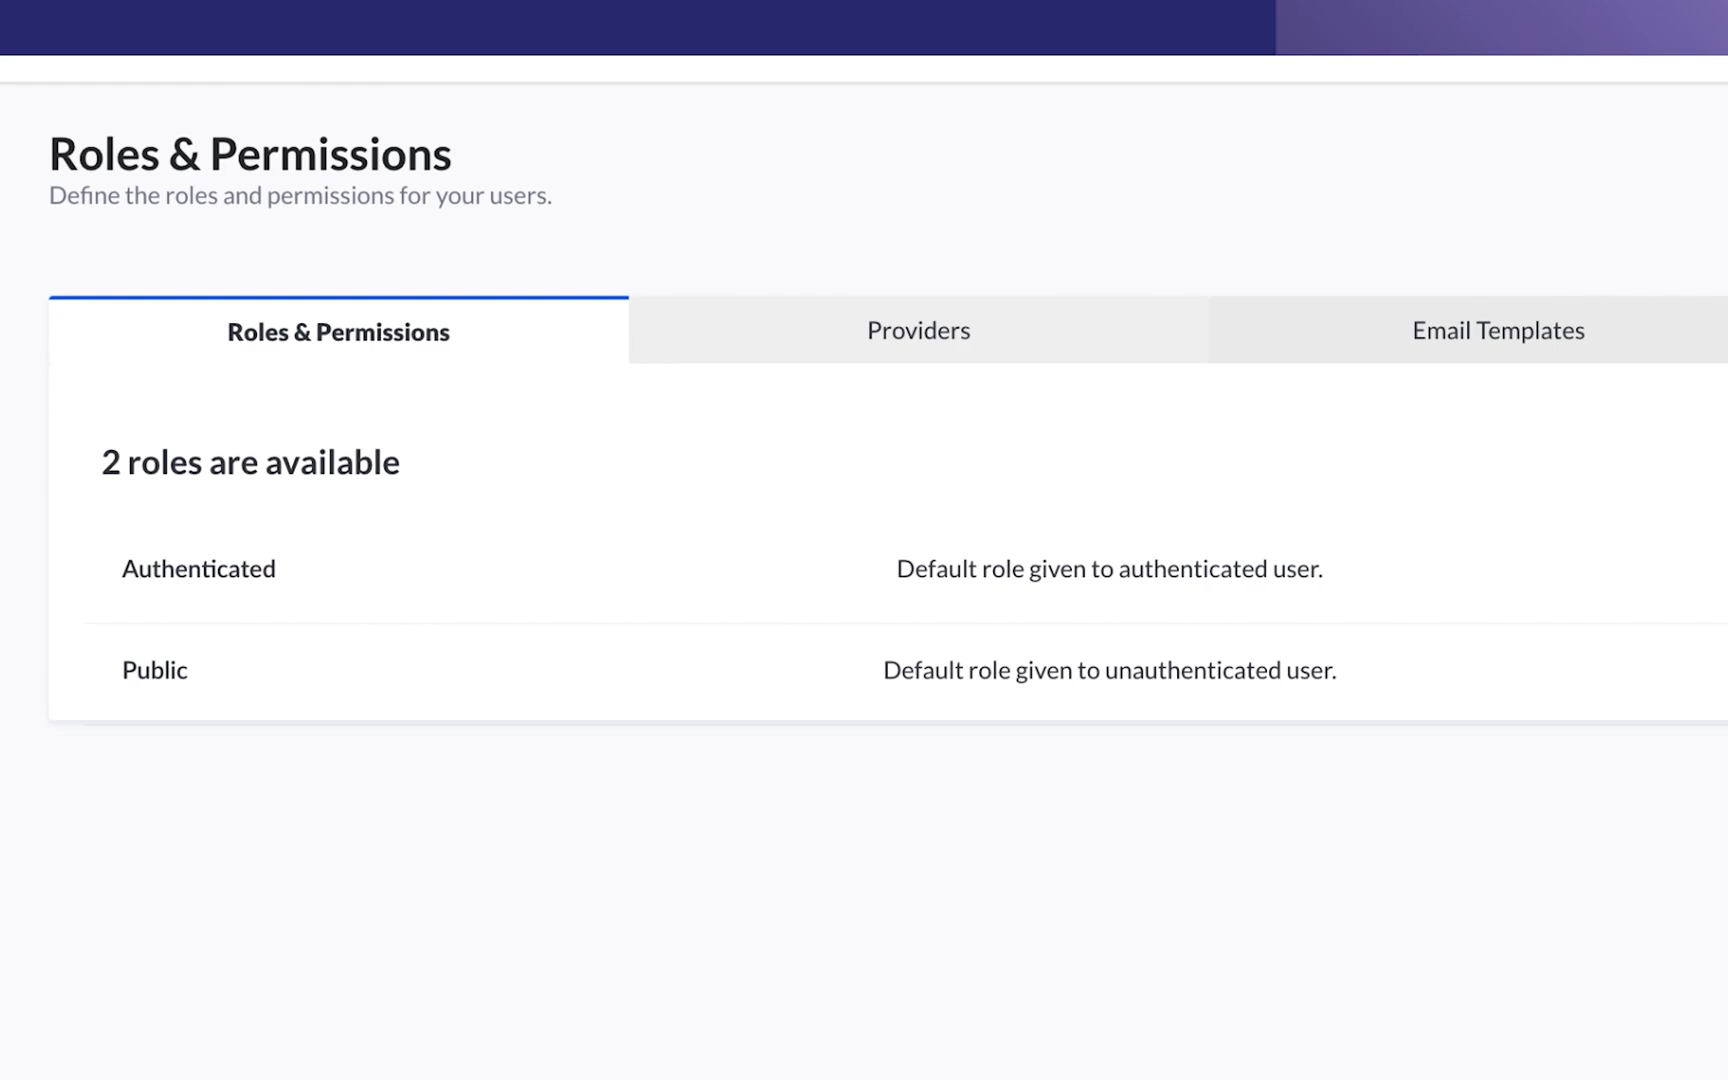 Roles & Permissions
Define the roles and permissions for your users.
Roles & Permissions
Providers
Email Templates
2 roles are available
Authenticated
Default role given to authenticated user.
Public
Default role given to unauthenticated user.